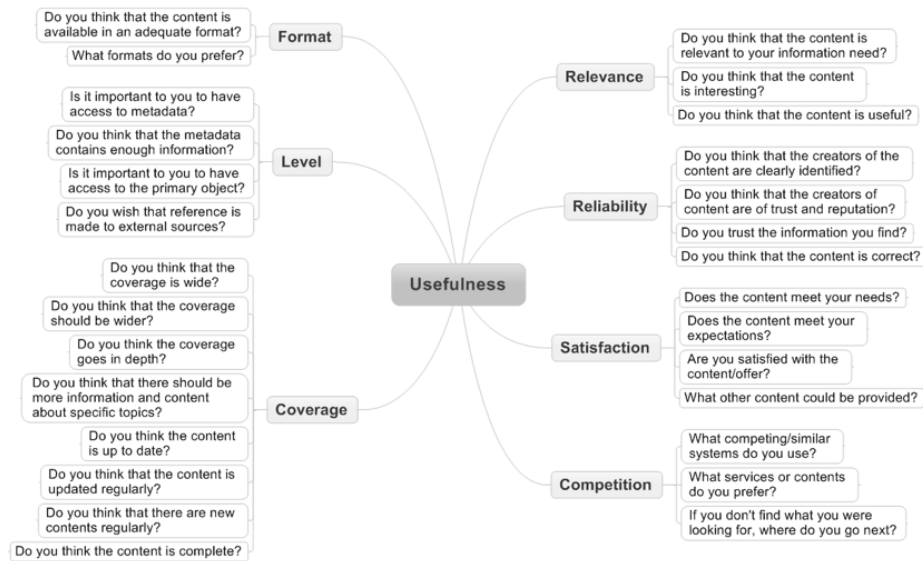 Usefulness
Format
Do you think that the content is
available in an adequate format?
What formats do you prefer?
Level
Is it important to you to have
access to metadata?
Do you think that the metadata
contains enough information?
Is it important to you to have
access to the primary object?
Do you wish that reference is
made to external sources?
Coverage
Do you think that the
coverage is wide?
Do you think that the coverage
should be wider?
Do you think the coverage
goes in depth?
Do you think that there should be
more information and content
about specific topics?
Do you think the content
is up to date?
Do you think that the content is
updated regularly?
Do you think that there are new
contents regularly?
Do you think the content is complete?
Relevance
Do you think that the content is
relevant to your information need?
Do you think that the content
is interesting?
Do you think that the content is useful?
Reliability
Do you think that the creators of the
content are clearly identified?
Do you think that the creators of
content are of trust and reputation?
Do you trust the information you find?
Do you think that the content is correct?
Satisfaction
Does the content meet your needs?
Does the content meet your
expectations?
Are you satisfied with the
content/offer?
What other content could be provided?
Competition
What competing/similar
systems do you use?
What services or contents
do you prefer?
If you don't find what you were
looking for, where do you go next?